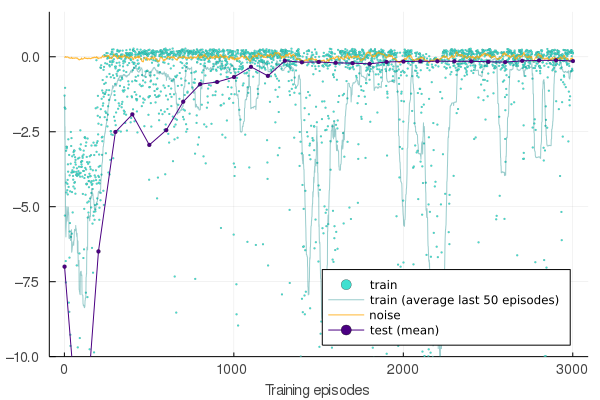 0.0
−2.5
−5.0
−7.5
−10.0
train
train (average last 50 episodes)
noise
test (mean)
0 1000 2000 3000
Training episodes